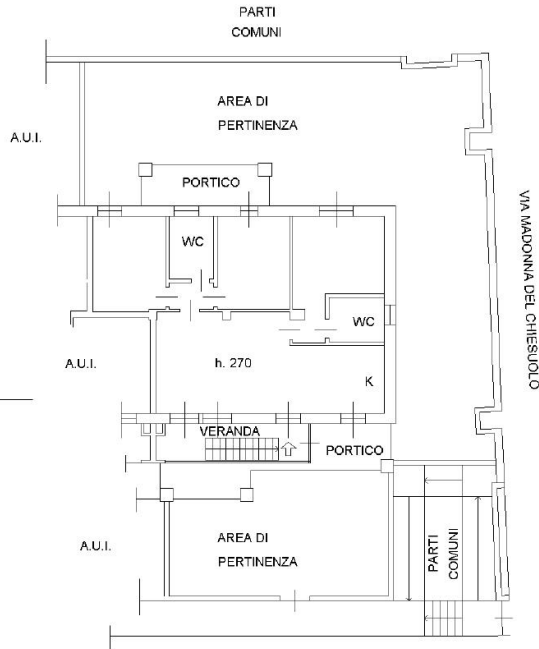 PARTI
COMUNI
AREA DI
PERTINENZA
A.U.I.
PORTICO
WC
VIA MADONNA DEL CHIESUOLO
WC
A.U.I.
h. 270
K
VERANDA
PORTICO
A.U.I.
AREA DI
PERTINENZA
PARTI
COMUNI